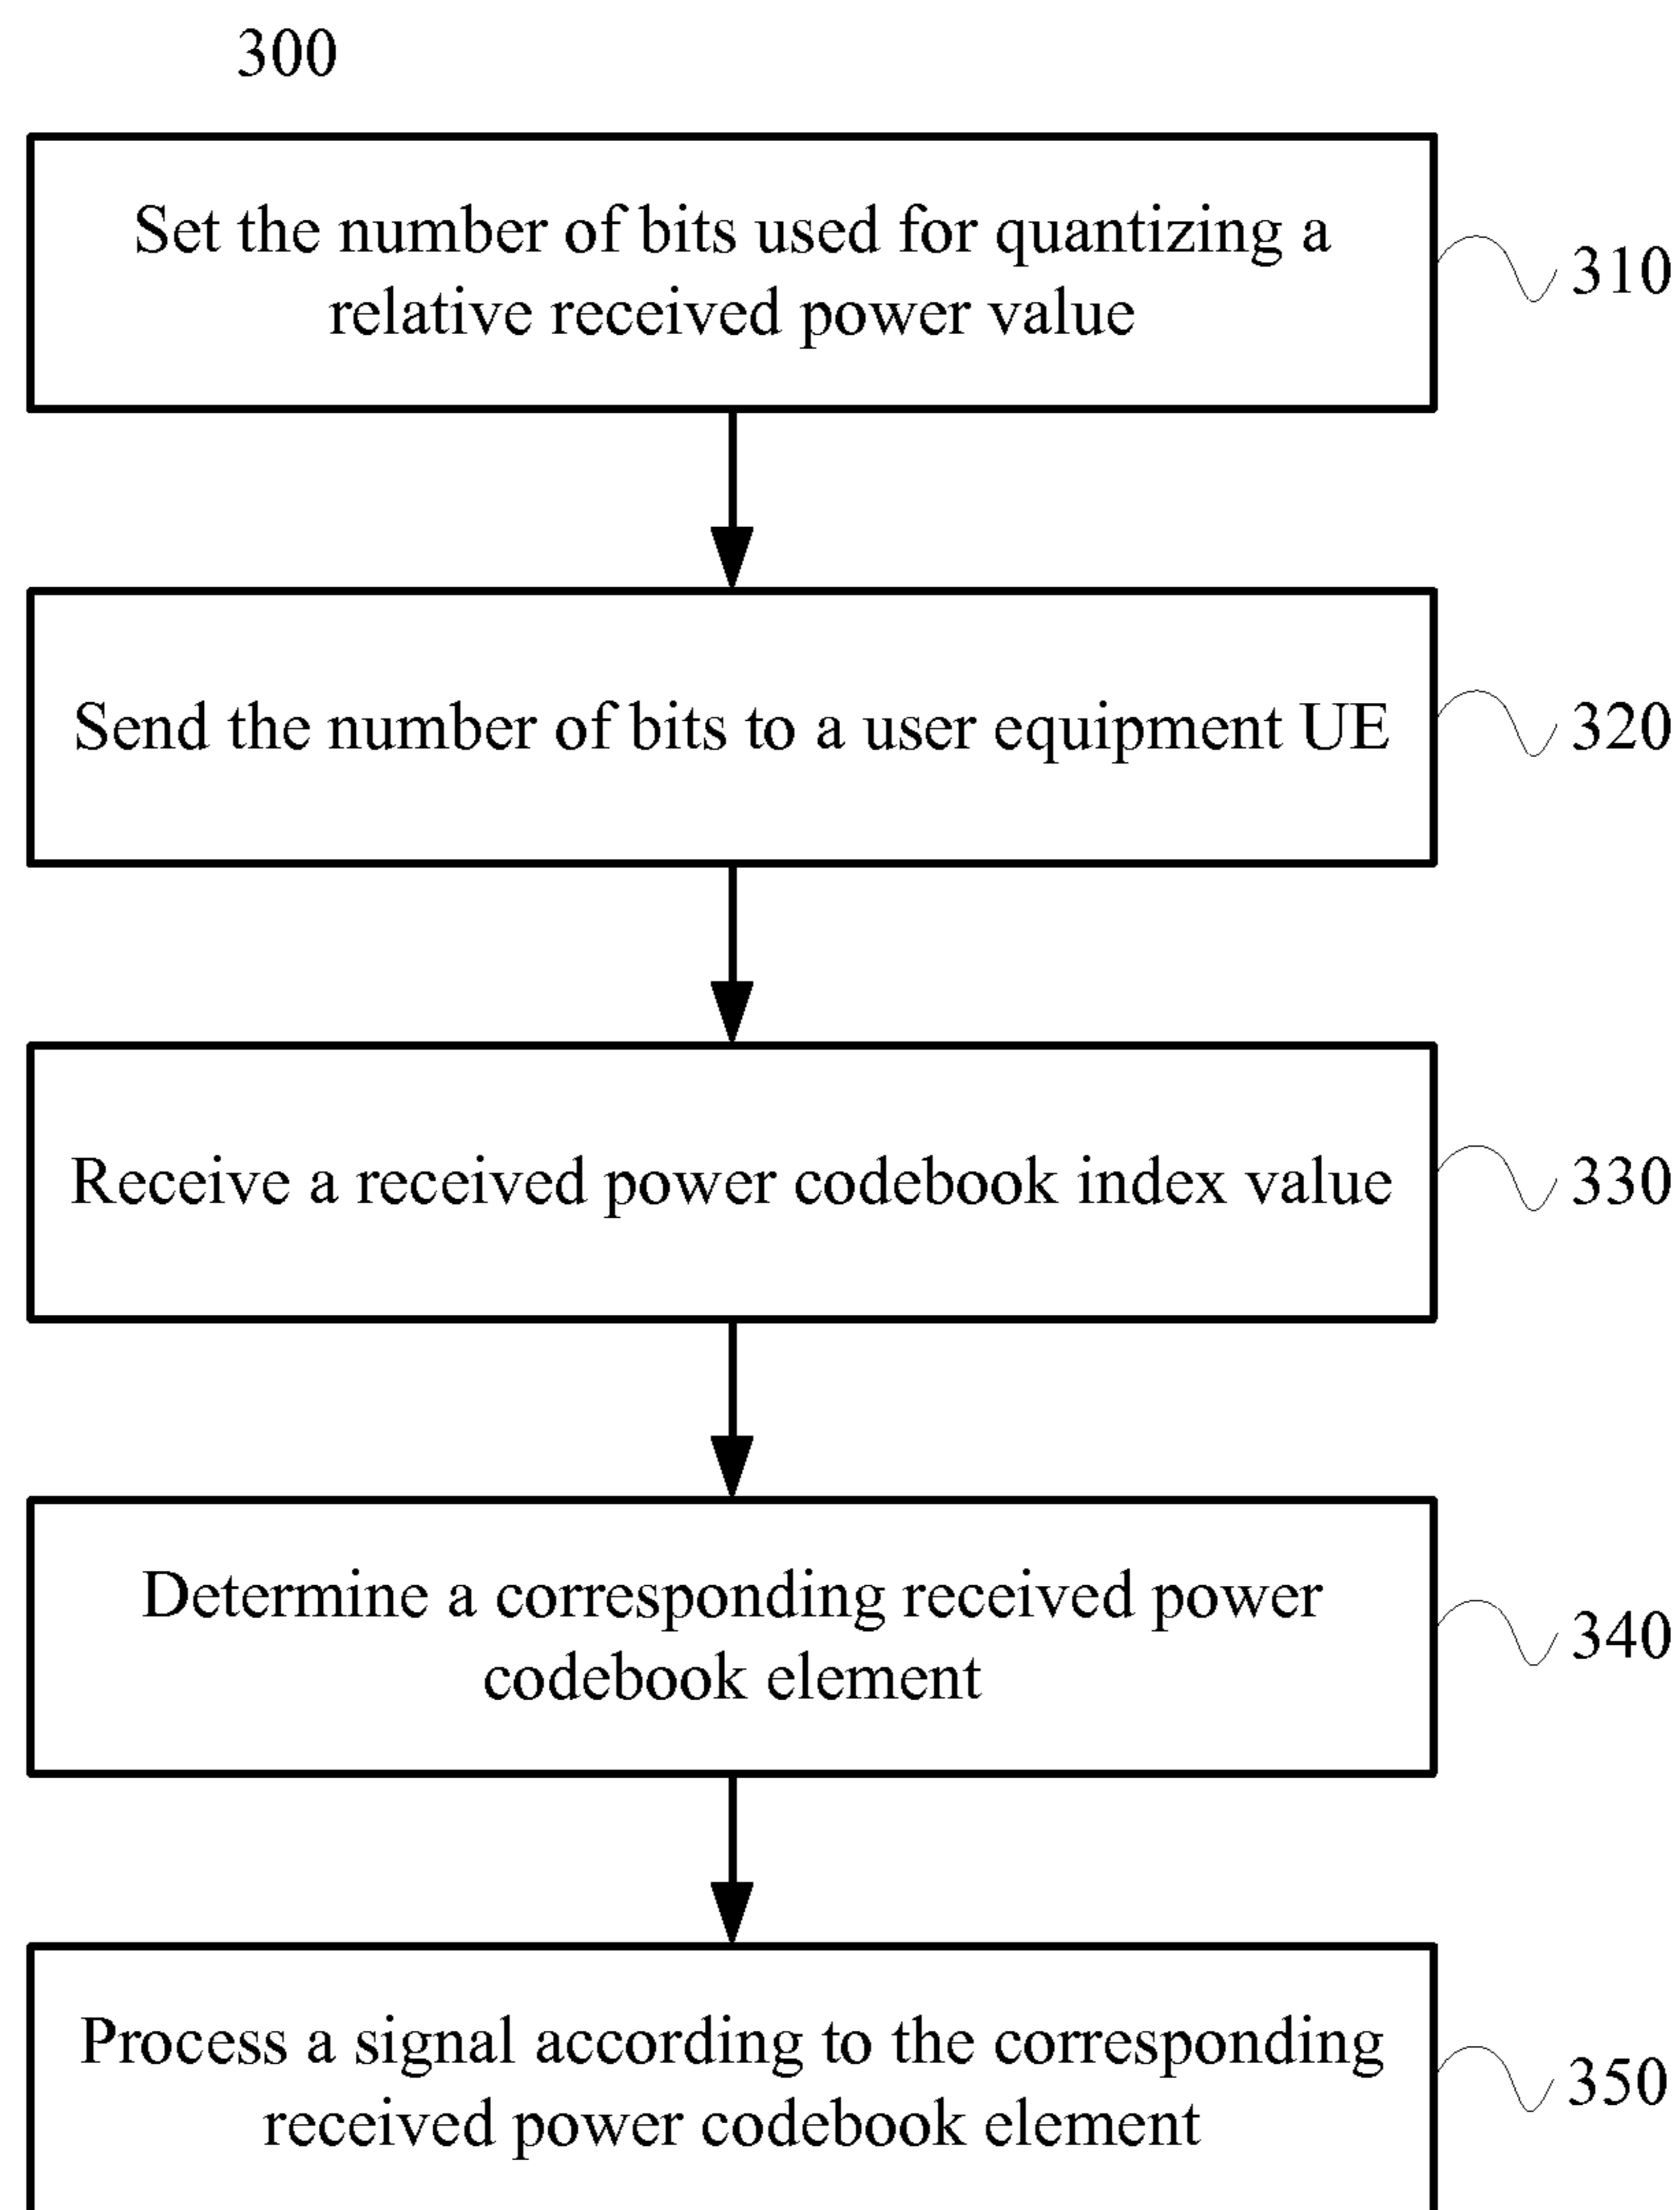 300
Set the number of bits used for quantizing a
relative received power value
310
Send the number of bits to a user equipment UE
320
Receive a received power codebook index value
330
Determine a corresponding received power
codebook element
340
Process a signal according to the corresponding
received power codebook element
350